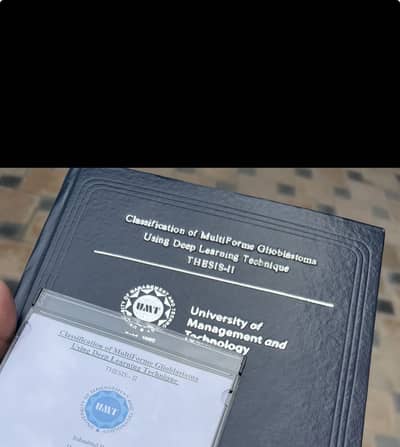 Classification of MultiForme Glioblastoma
Using Deep Learning Technique
THESIS-II
UMT
University of
Management and
Technology
Classification of MultiForme Glioblastoma
Using Deep Learning Technique
THESIS - II
UMT